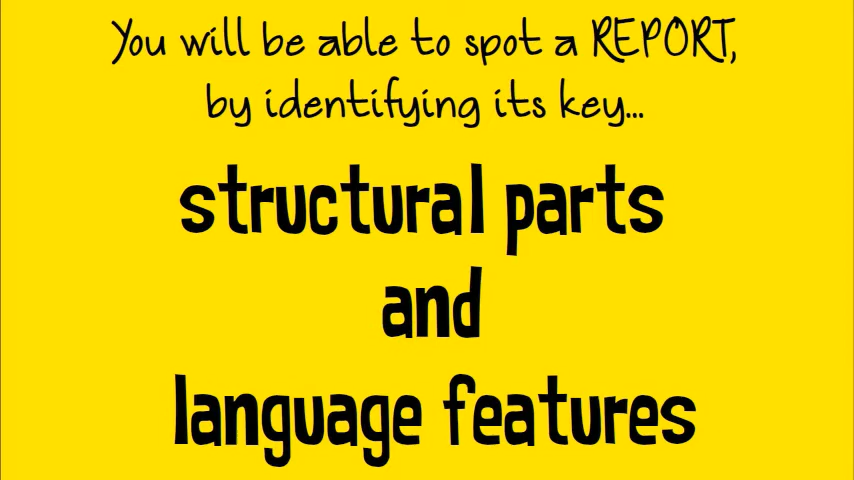 You will be able to spot a REPORT,
by identifying its key...
structural parts
and
language features